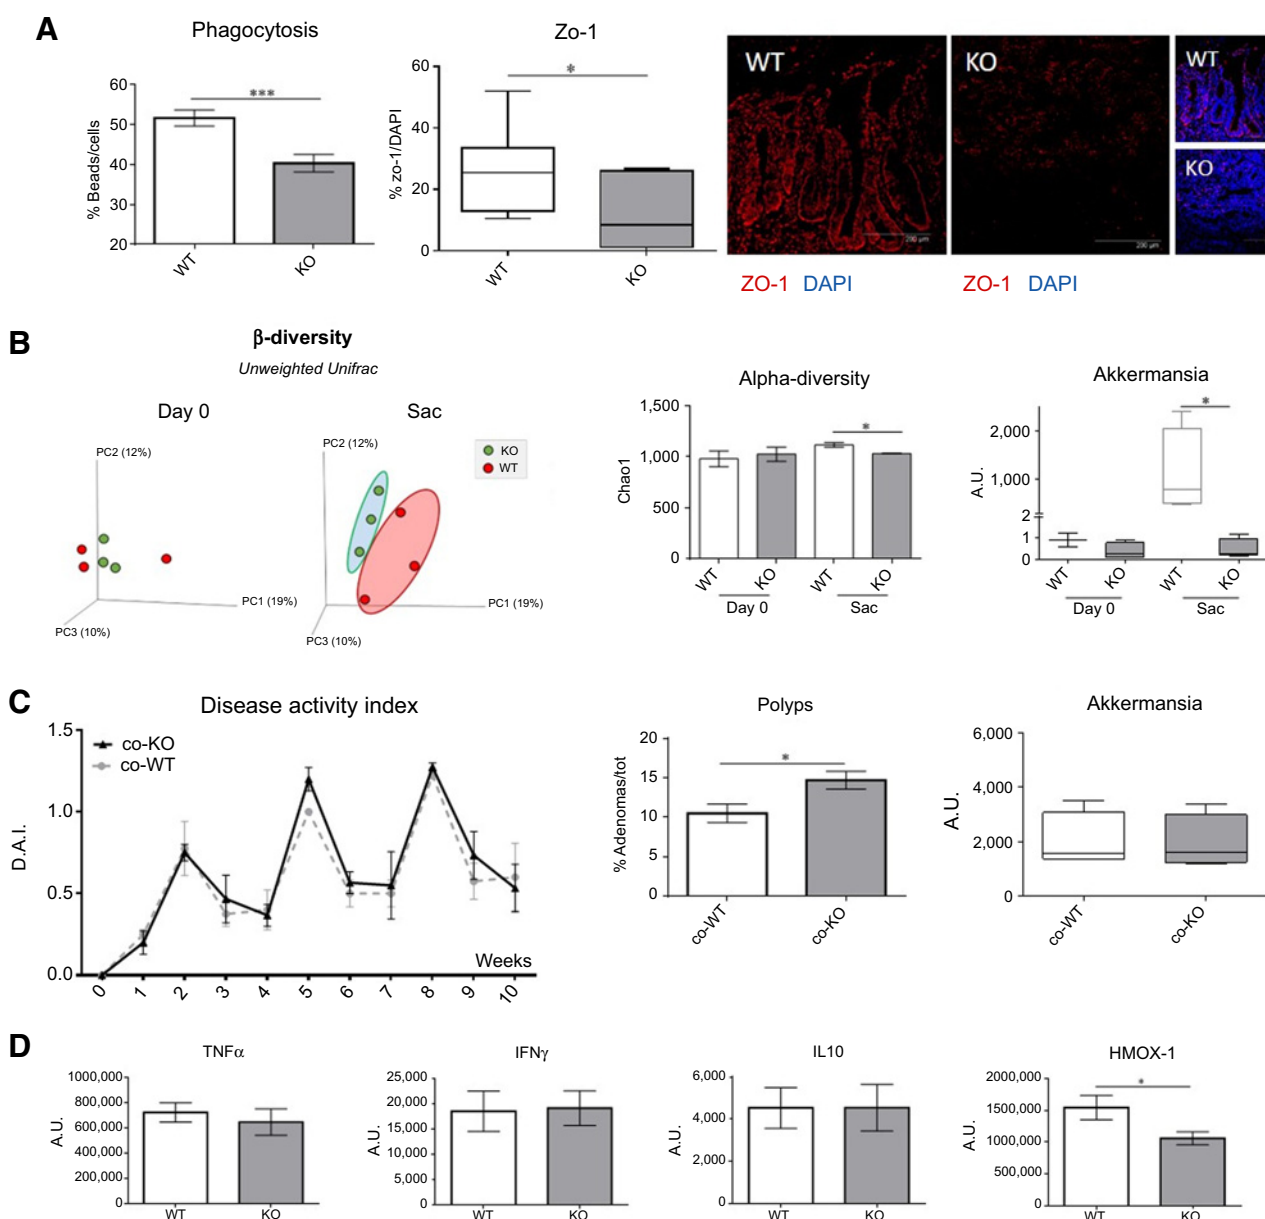 A
Phagocytosis
% Beads/cells
60
50
40
30
20
***
WT
KO
Zo-1
% zo-1/DAPI
60
40
20
0
*
WT
KO
WT
200 µm
KO
200 µm
WT
KO
ZO-1 DAPI
ZO-1 DAPI
B
β-diversity
Unweighted Unifrac
Day 0
PC2 (12%)
PC1 (19%)
PC3 (10%)
Sac
PC2 (12%)
PC1 (19%)
PC3 (10%)
KO
WT
Alpha-diversity
Chao1
1,500
1,000
500
0
*
WT
KO
WT
KO
Day 0
Sac
Akkermansia
A.U.
2,000
1,000
2
1
0
*
WT
KO
WT
KO
Day 0
Sac
C
Disease activity index
D.A.I.
1.5
1.0
0.5
0.0
co-KO
co-WT
Weeks
0 1 2 3 4 5 6 7 8 9 10
Polyps
% Adenomas/tot
20
15
10
5
0
*
co-WT
co-KO
Akkermansia
A.U.
6,000
4,000
2,000
0
co-WT
co-KO
D
TNFα
A.U.
1000,000
800,000
600,000
400,000
200,000
0
WT
KO
IFNγ
A.U.
25,000
20,000
15,000
10,000
5,000
0
WT
KO
IL10
A.U.
6,000
4,000
2,000
0
WT
KO
HMOX-1
A.U.
2000,000
1500,000
1000,000
500,000
0
*
WT
KO